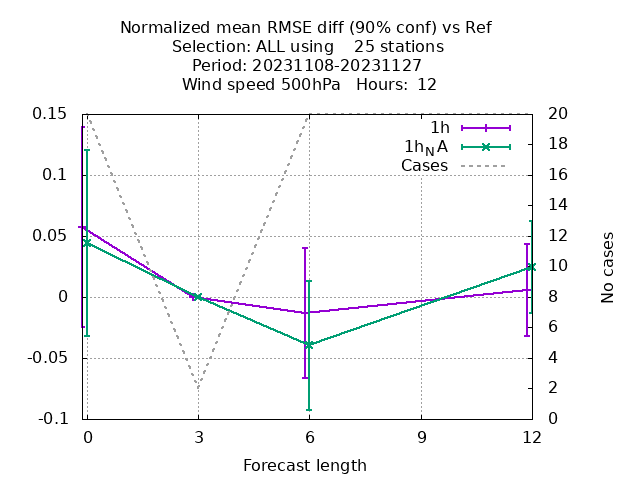 Normalized mean RMSE diff (90% conf) vs Ref
Selection: ALL using    25 stations
Period: 20231108-20231127
Wind speed 500hPa   Hours:  12
0.15
0.1
0.05
0
-0.05
-0.1
1h
1hNA
Cases
20
18
16
14
12
10
8
6
4
2
0
No cases
0 3 6 9 12
Forecast length